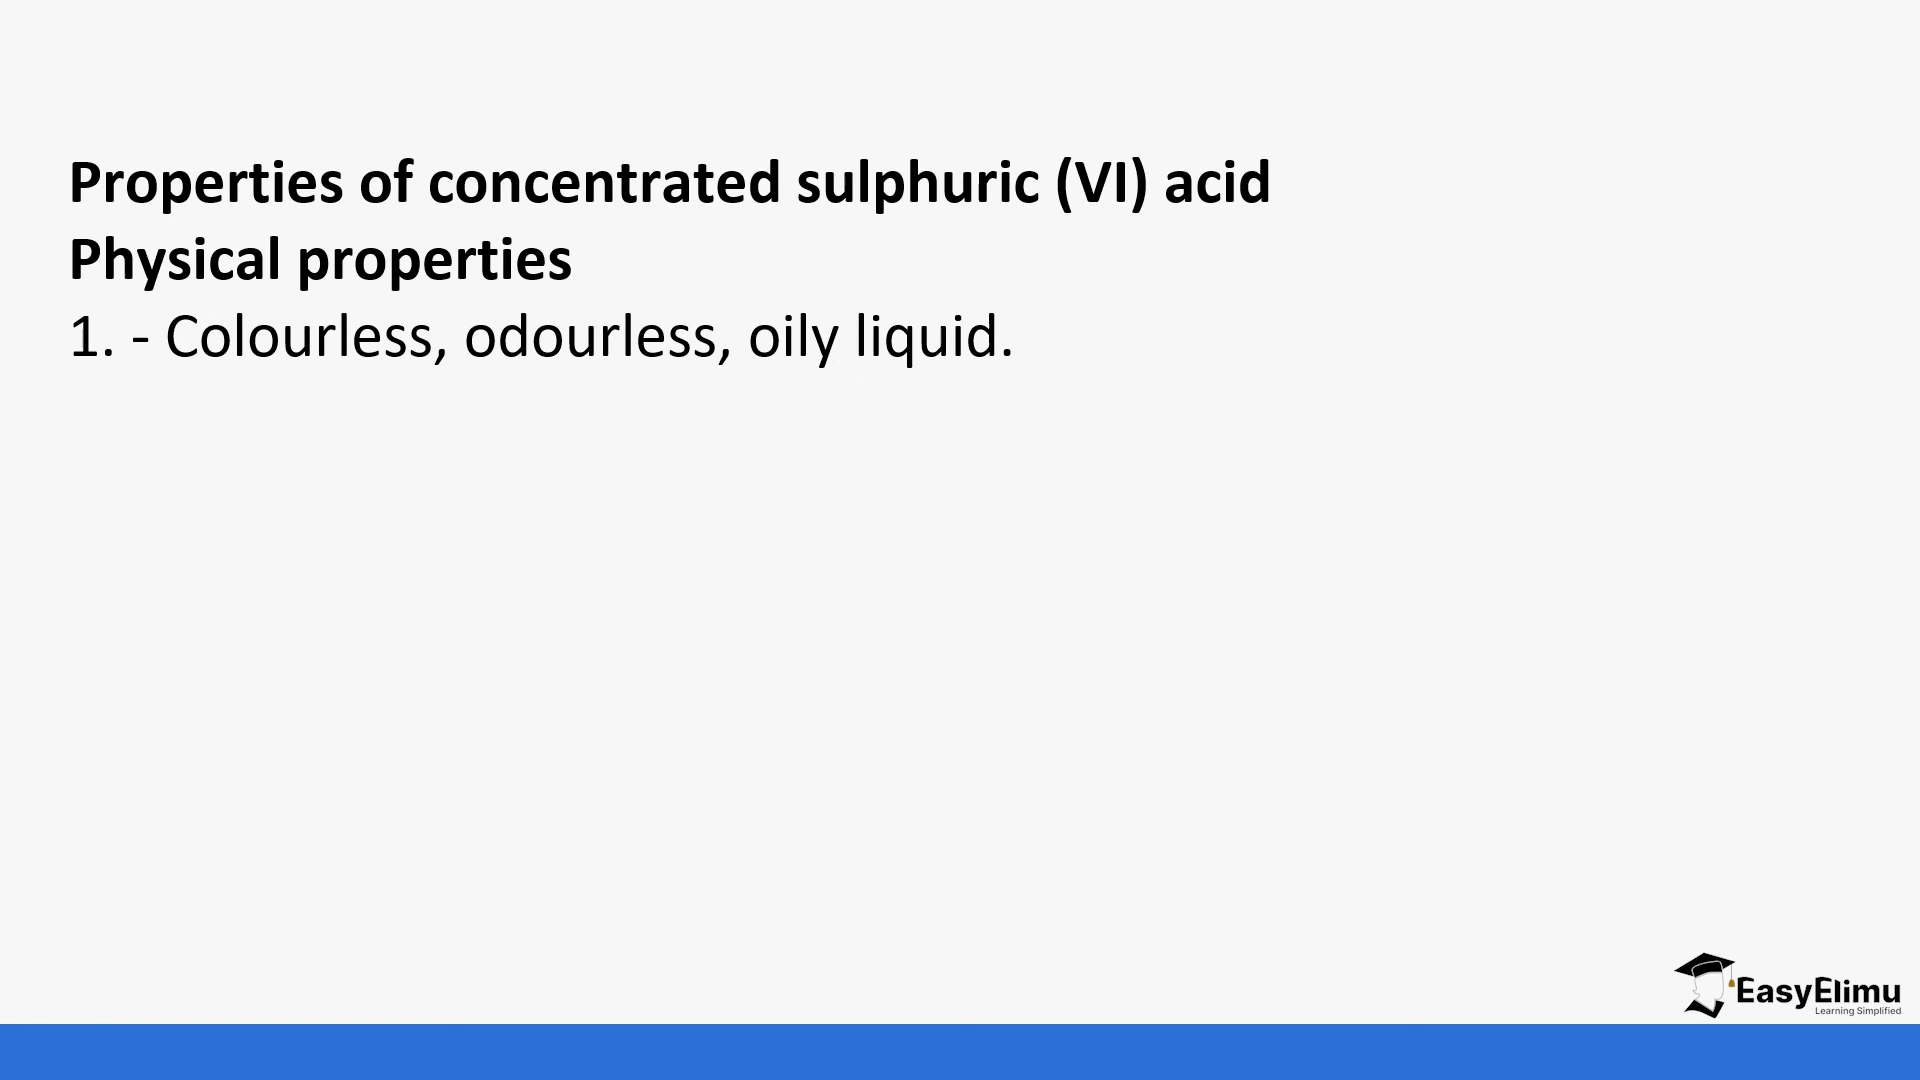 Properties of concentrated sulphuric (VI) acid
Physical properties
1. - Colourless, odourless, oily liquid.
EasyElimu
Learning Simplified